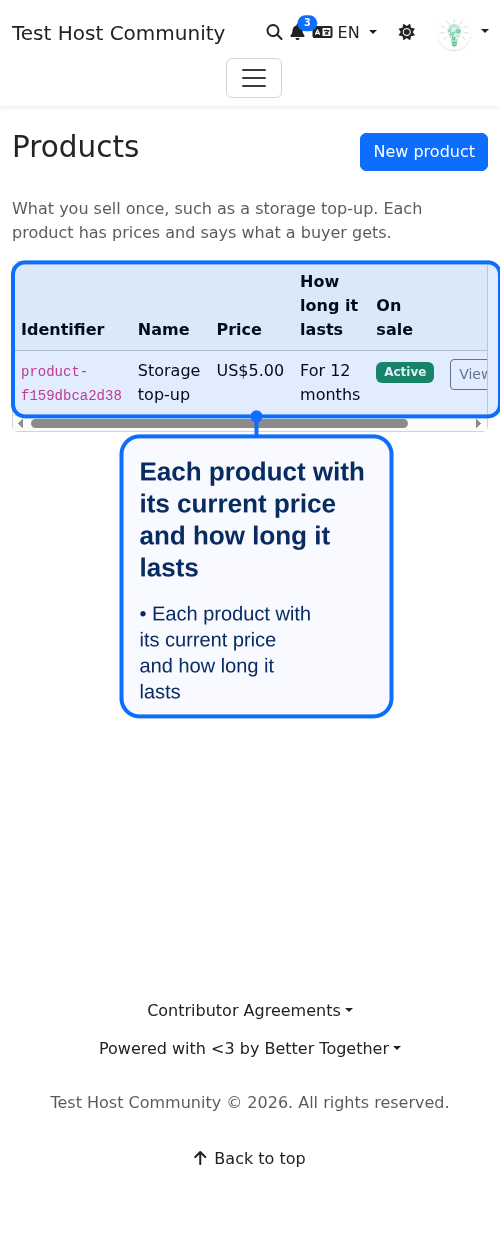 Test Host Community
3
EN
Products
New product
What you sell once, such as a storage top-up. Each
product has prices and says what a buyer gets.
Identifier Name Price How long it lasts On sale
product-f159dbca2d38 Storage top-up US$5.00 For 12 months Active View
Each product with
its current price
and how long it
lasts
• Each product with
its current price
and how long it
lasts
Contributor Agreements
Powered with <3 by Better Together
Test Host Community © 2026. All rights reserved.
Back to top